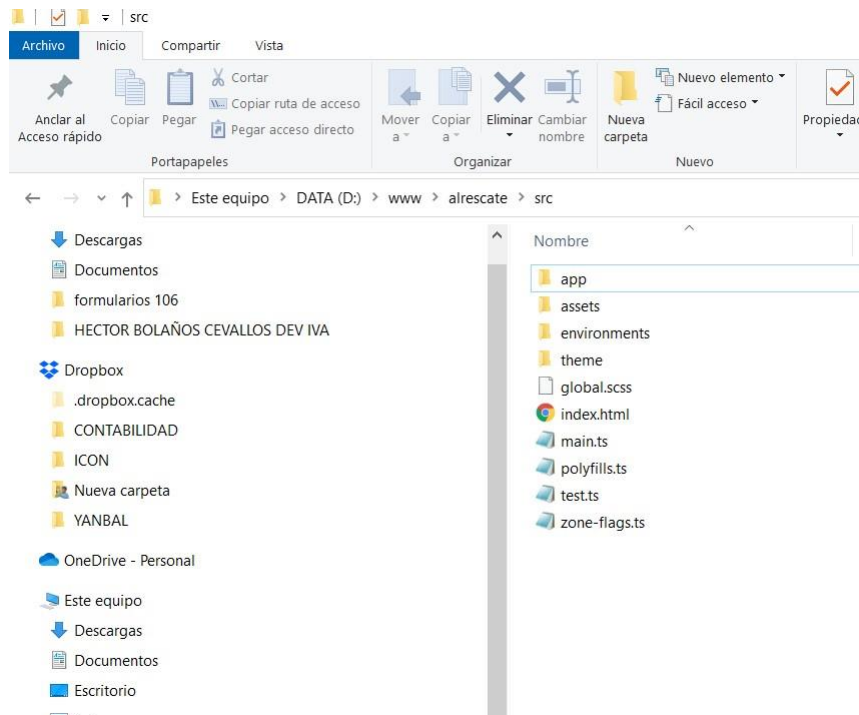 src
Archivo Inicio Compartir Vista
Anclar al Acceso rápido
Copiar
Pegar
Cortar
Copiar ruta de acceso
Pegar acceso directo
Portapapeles
Mover a
Copiar a
Eliminar
Cambiar nombre
Organizar
Nueva carpeta
Nuevo elemento
Fácil acceso
Nuevo
Este equipo > DATA (D:) > www > alrescate > src
Descargas
Documentos
formularios 106
HECTOR BOLAÑOS CEVALLOS DEV IVA
Dropbox
.dropbox.cache
CONTABILIDAD
ICON
Nueva carpeta
YANBAL
OneDrive - Personal
Este equipo
Descargas
Documentos
Escritorio
Nombre
app
assets
environments
theme
global.scss
index.html
main.ts
polyfills.ts
test.ts
zone-flags.ts